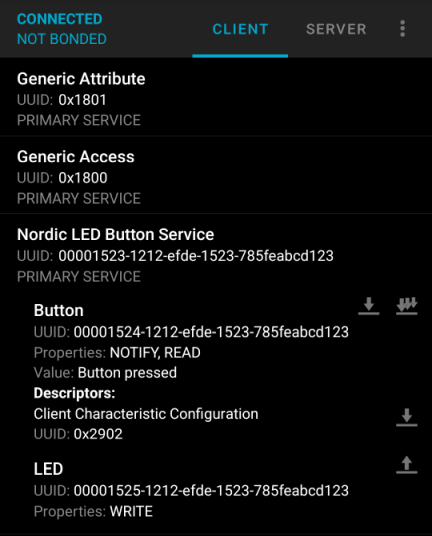 CONNECTED
NOT BONDED
CLIENT
SERVER
Generic Attribute
UUID: 0x1801
PRIMARY SERVICE
Generic Access
UUID: 0x1800
PRIMARY SERVICE
Nordic LED Button Service
UUID: 00001523-1212-efde-1523-785feabcd123
PRIMARY SERVICE
Button
UUID: 00001524-1212-efde-1523-785feabcd123
Properties: NOTIFY, READ
Value: Button pressed
Descriptors:
Client Characteristic Configuration
UUID: 0x2902
LED
UUID: 00001525-1212-efde-1523-785feabcd123
Properties: WRITE